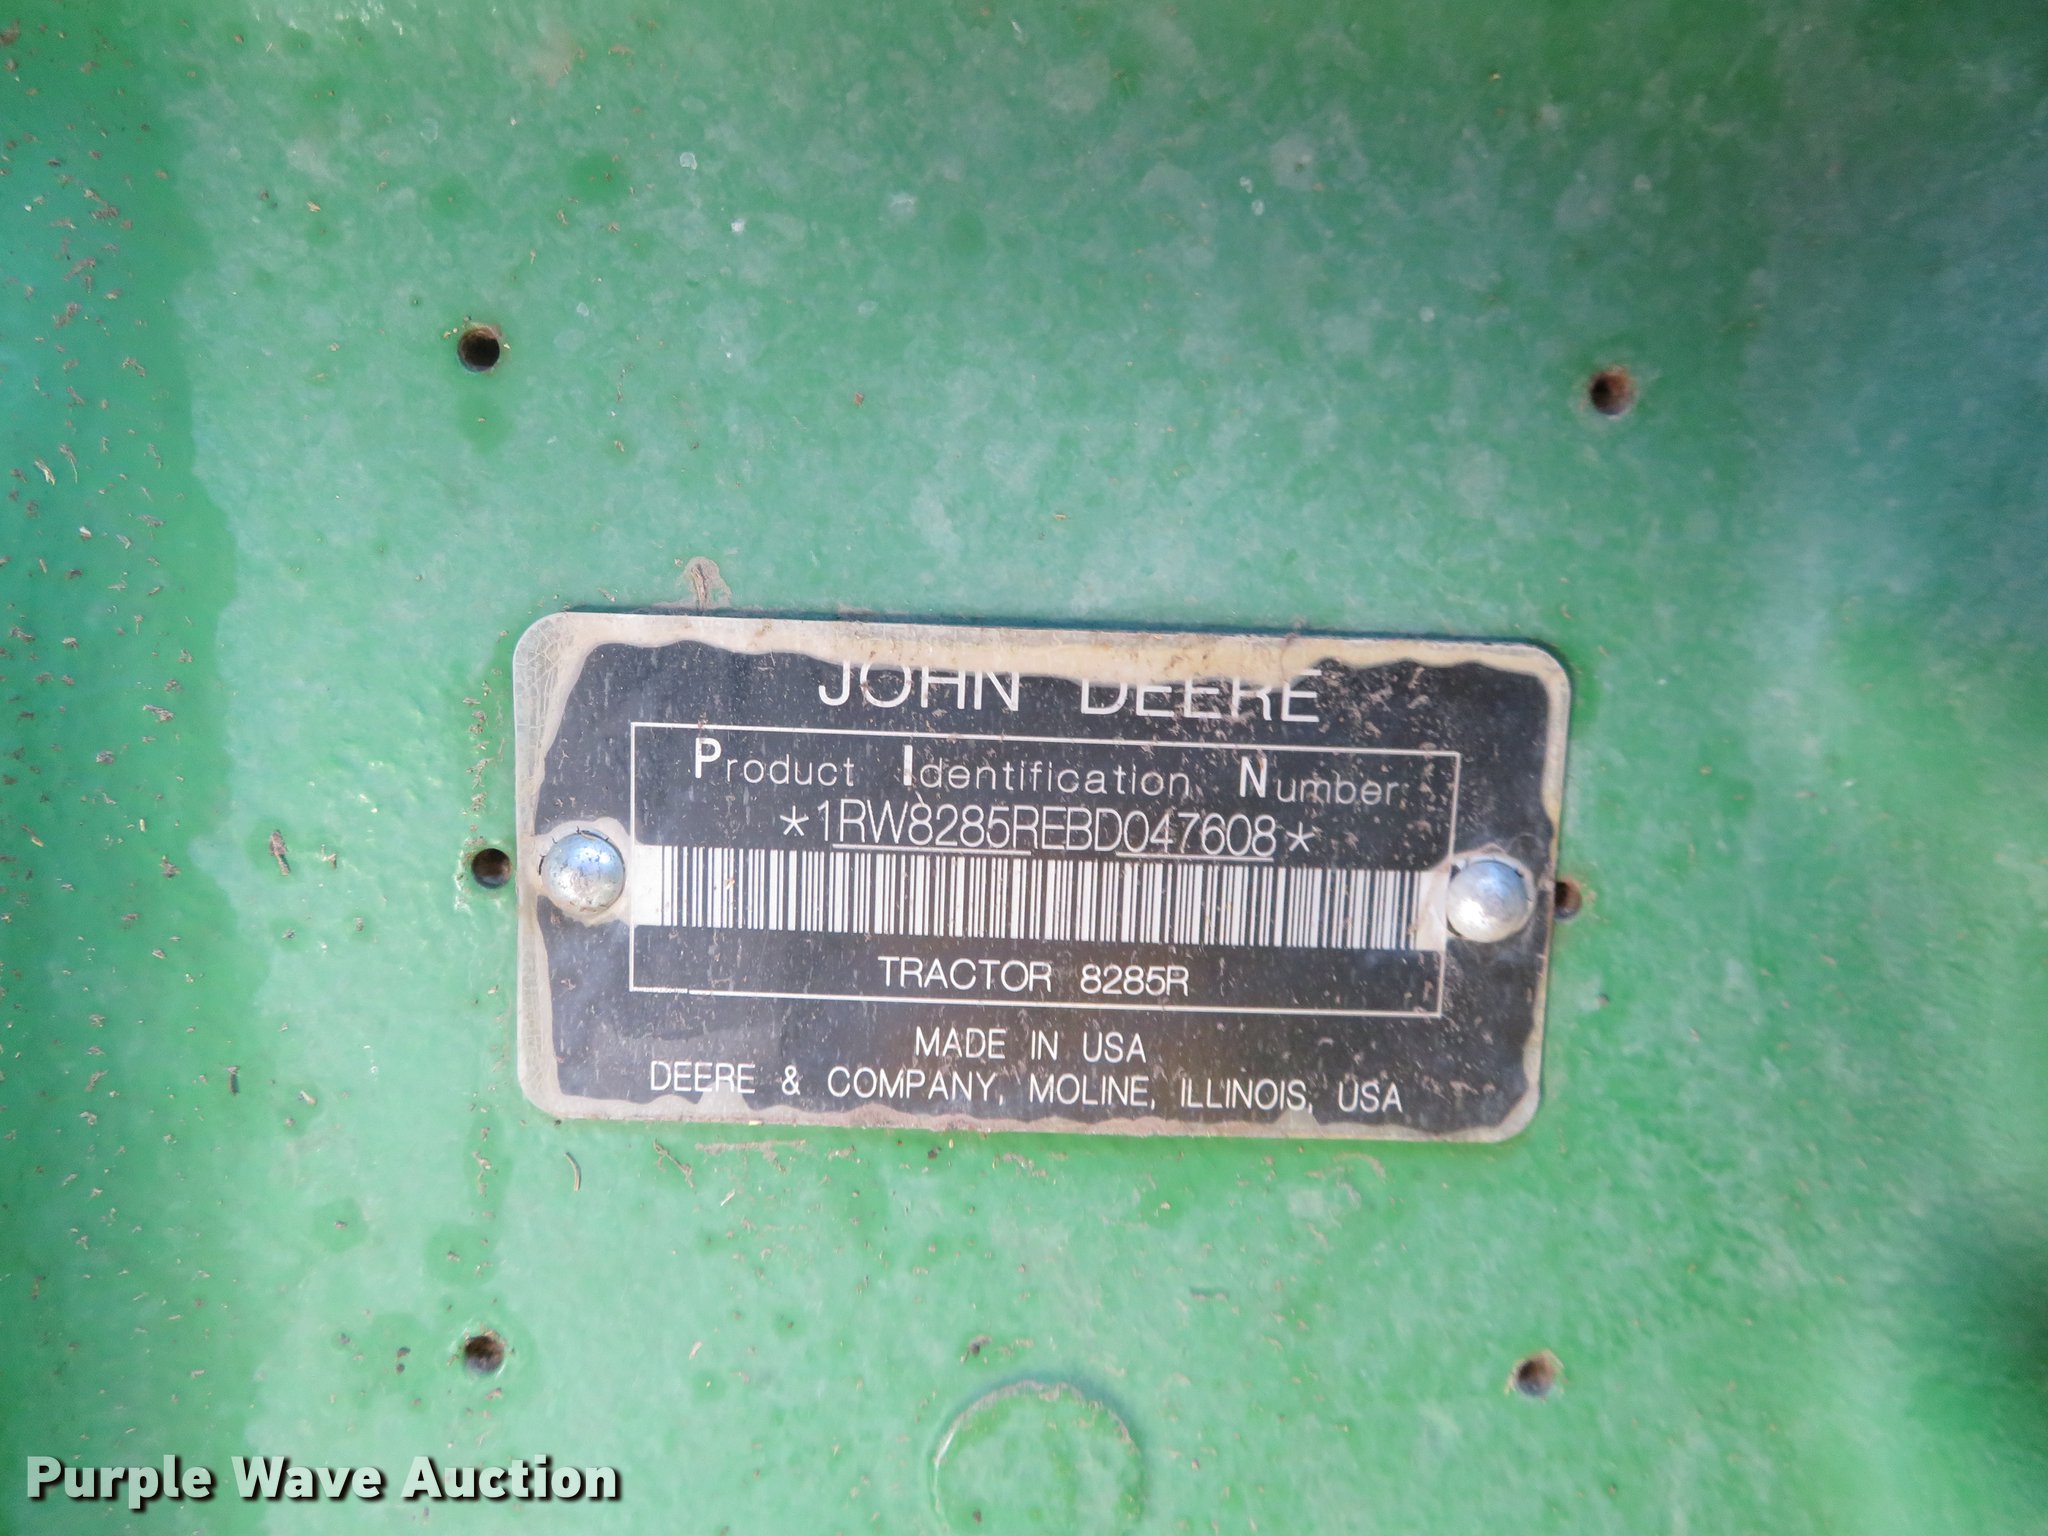 JOHN DEERE
Product Identification Number
*1RW8285REBD047608*
TRACTOR 8285R
MADE IN USA
DEERE & COMPANY, MOLINE, ILLINOIS, USA
Purple Wave Auction